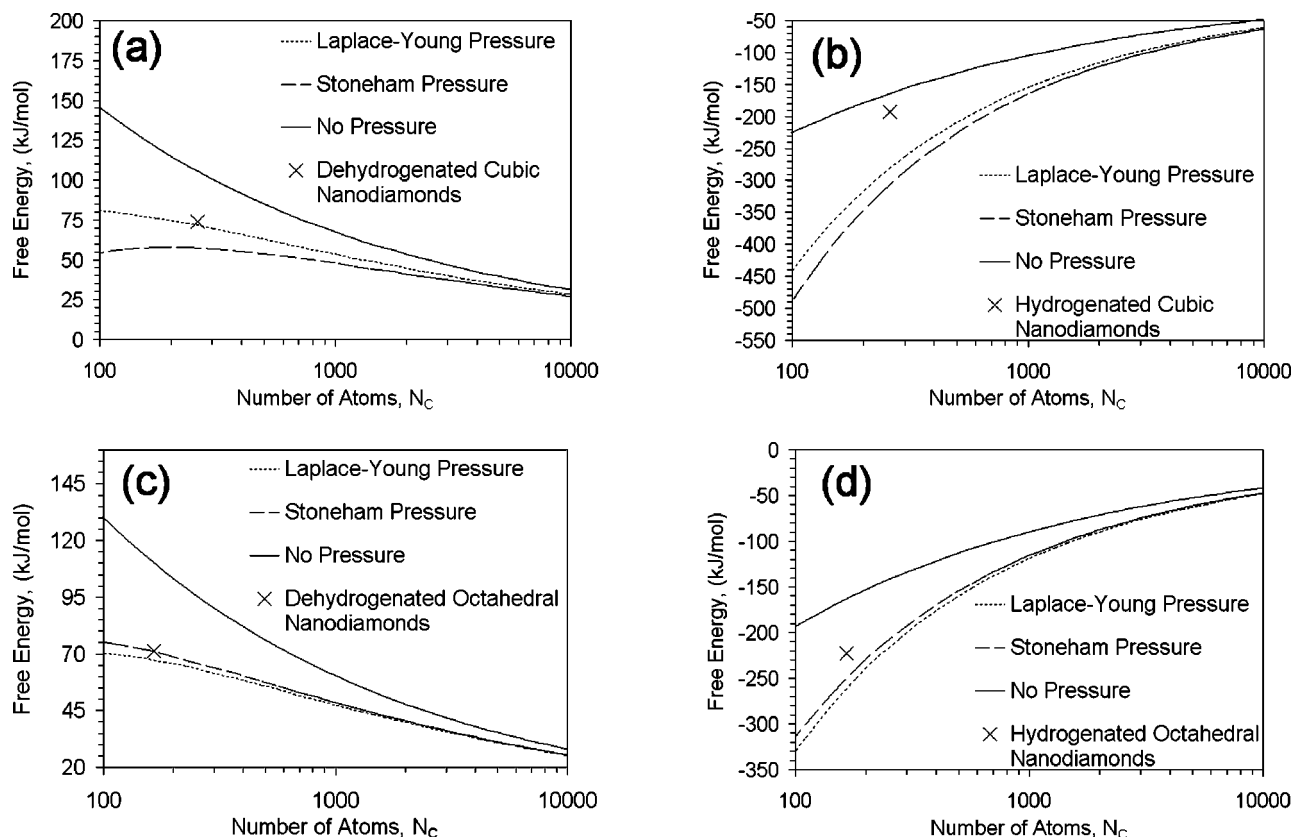 (a)
Free Energy, (kJ/mol)
200
175
150
125
100
75
50
25
0
Laplace-Young Pressure
Stoneham Pressure
No Pressure
Dehydrogenated Cubic
Nanodiamonds
100 1000 10000
Number of Atoms, NC
(b)
Free Energy, (kJ/mol)
-50
-100
-150
-200
-250
-300
-350
-400
-450
-500
-550
Laplace-Young Pressure
Stoneham Pressure
No Pressure
Hydrogenated Cubic
Nanodiamonds
100 1000 10000
Number of Atoms, NC
(c)
Free Energy, (kJ/mol)
145
120
95
70
45
20
Laplace-Young Pressure
Stoneham Pressure
No Pressure
Dehydrogenated Octahedral
Nanodiamonds
100 1000 10000
Number of Atoms, NC
(d)
Free Energy, (kJ/mol)
0
-50
-100
-150
-200
-250
-300
-350
Laplace-Young Pressure
Stoneham Pressure
No Pressure
Hydrogenated Octahedral
Nanodiamonds
100 1000 10000
Number of Atoms, NC